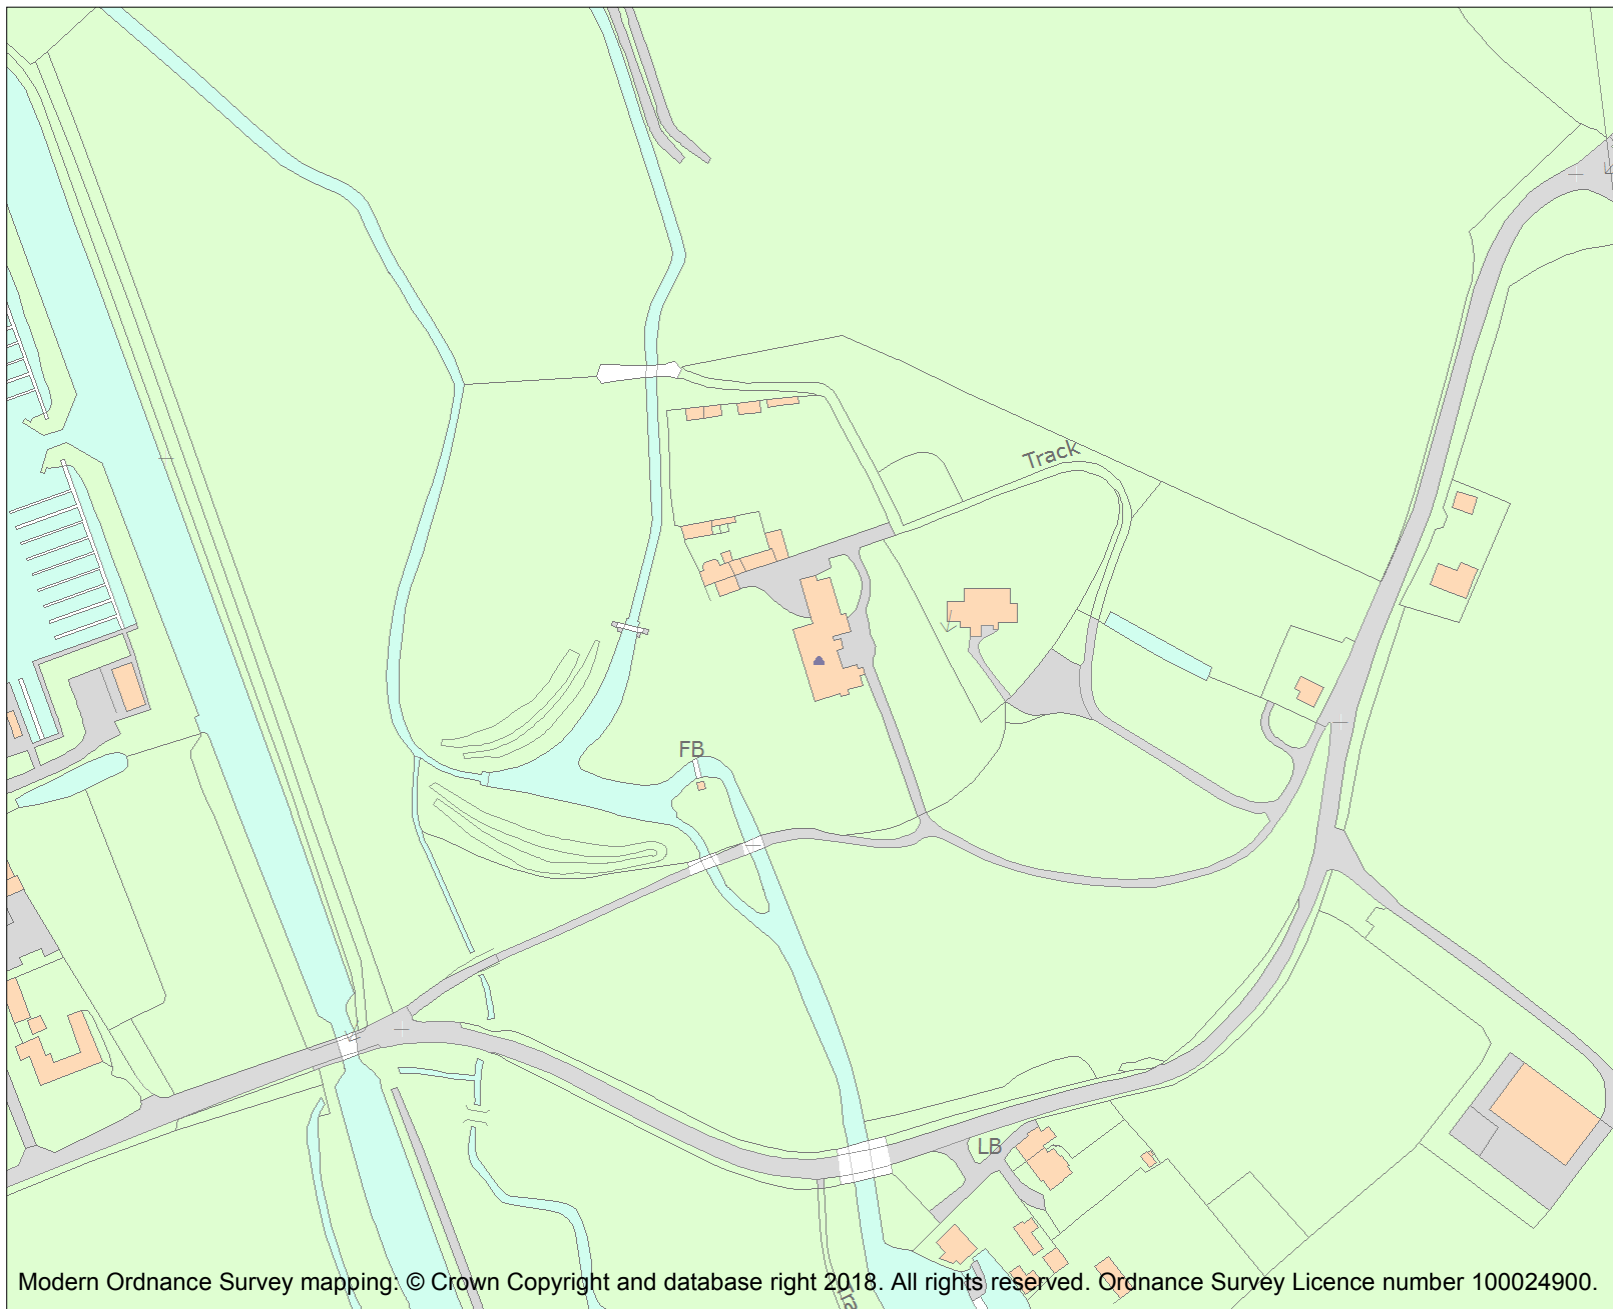 Track
FB
LB
Modern Ordnance Survey mapping: © Crown Copyright and database right 2018. All rights reserved. Ordnance Survey Licence number 100024900.